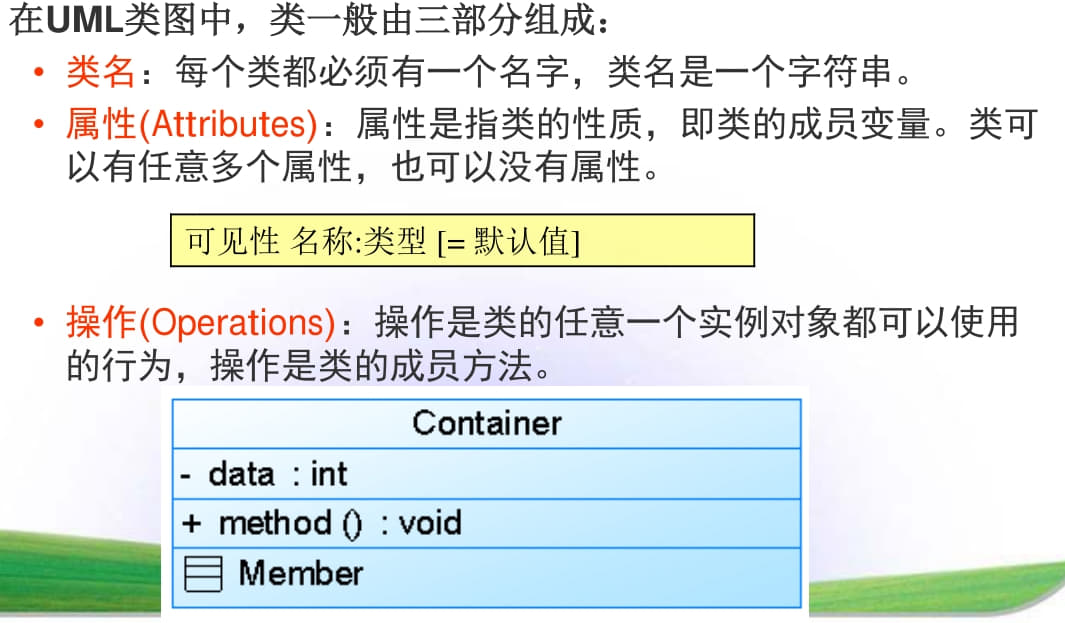 在UML类图中，类一般由三部分组成：
• 类名：每个类都必须有一个名字，类名是一个字符串。
• 属性(Attributes)：属性是指类的性质，即类的成员变量。类可
以有任意多个属性，也可以没有属性。
可见性 名称:类型 [= 默认值]
• 操作(Operations)：操作是类的任意一个实例对象都可以使用
的行为，操作是类的成员方法。
Container
- data : int
+ method () : void
Member